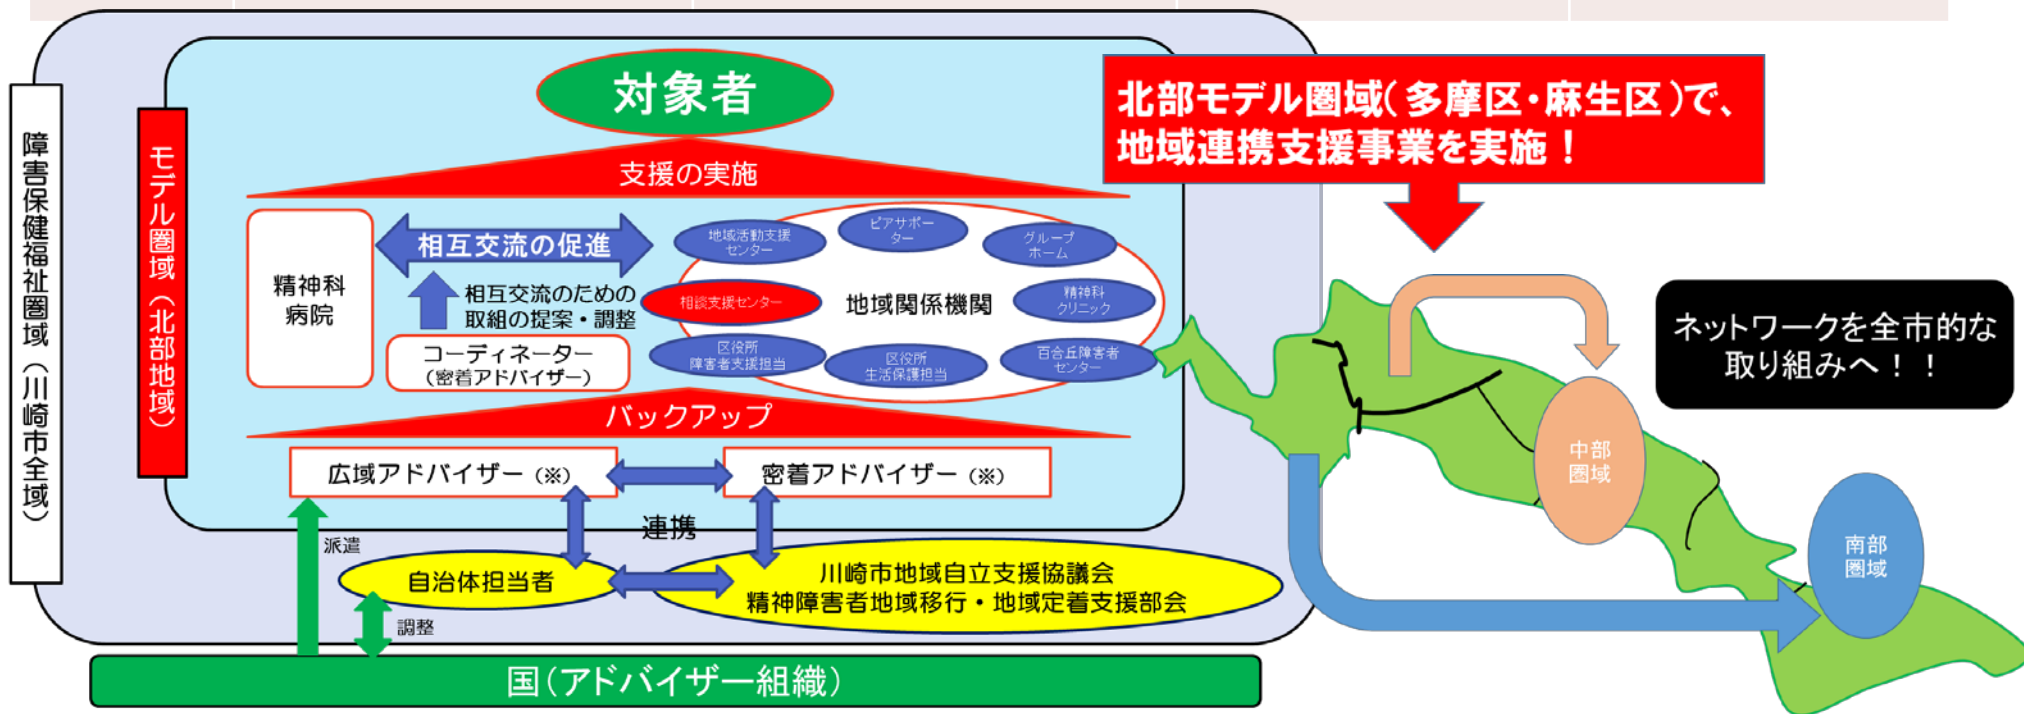 対象者
北部モデル圏域(多摩区・麻生区)で、
地域連携支援事業を実施！
障害保健福祉圏域（川崎市全域）
モデル圏域（北部地域）
支援の実施
精神科
病院
相互交流の促進
相互交流のための
取組の提案・調整
コーディネーター
（密着アドバイザー）
地域活動支援
センター
ピアサポー
ター
グループ
ホーム
相談支援センター
地域関係機関
精神科
クリニック
区役所
障害者支援担当
区役所
生活保護担当
百合丘障害者
センター
ネットワークを全市的な
取り組みへ！！
バックアップ
広域アドバイザー（※）
密着アドバイザー（※）
連携
派遣
自治体担当者
川崎市地域自立支援協議会
精神障害者地域移行・地域定着支援部会
調整
国(アドバイザー組織)
中部
圏域
南部
圏域